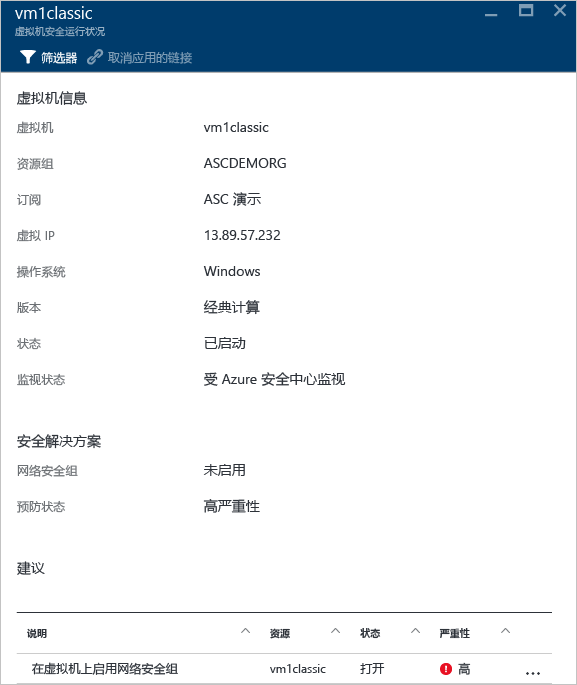 vm1classic
虚拟机安全运行状况
筛选器 取消应用的链接
虚拟机信息
虚拟机 vm1classic
资源组 ASCDEMORG
订阅 ASC 演示
虚拟 IP 13.89.57.232
操作系统 Windows
版本 经典计算
状态 已启动
监视状态 受 Azure 安全中心监视
安全解决方案
网络安全组 未启用
预防状态 高严重性
建议
说明 资源 状态 严重性
在虚拟机上启用网络安全组 vm1classic 打开 高 ...